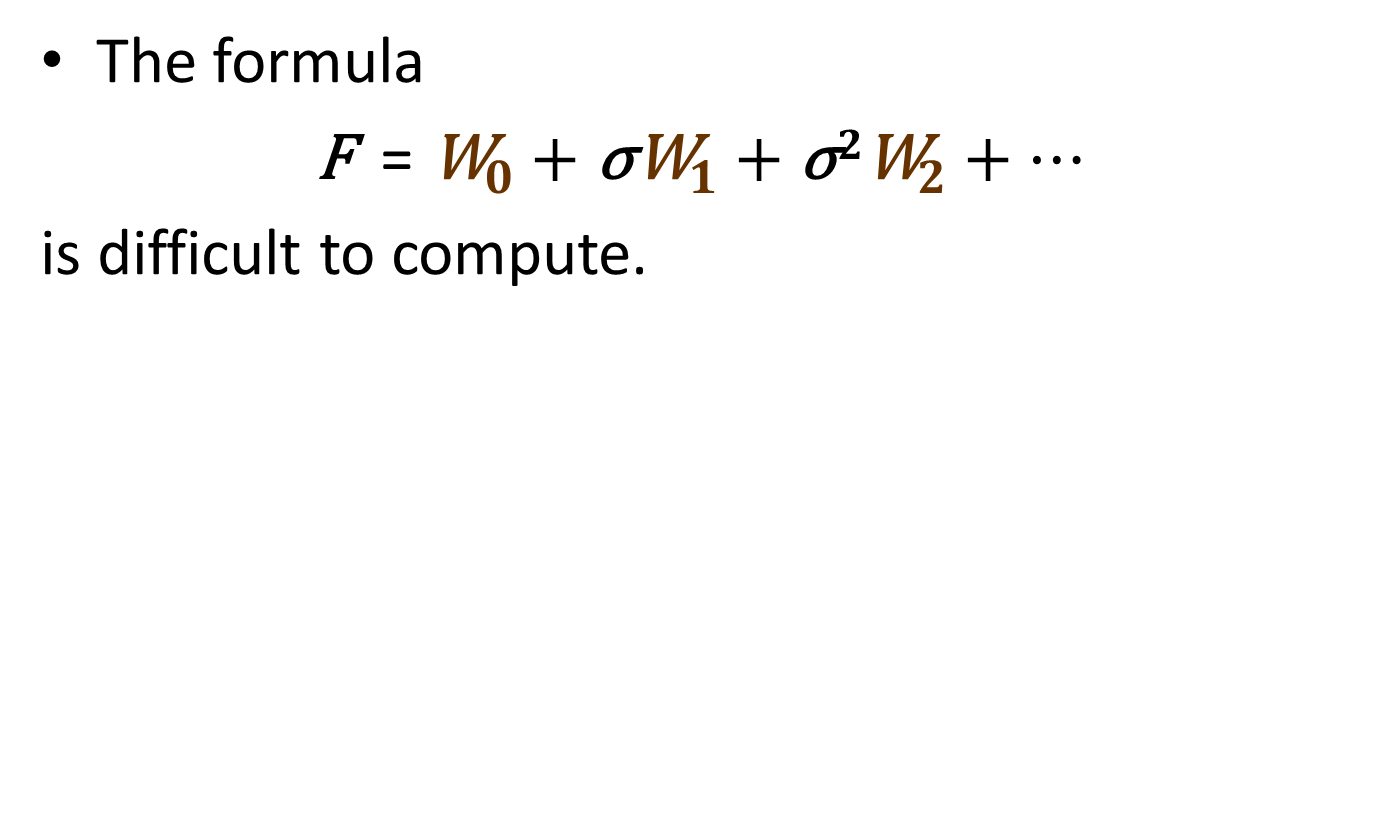 • The formula
F = W₀ + σW₁ + σ² W₂ + ⋯
is difficult to compute.